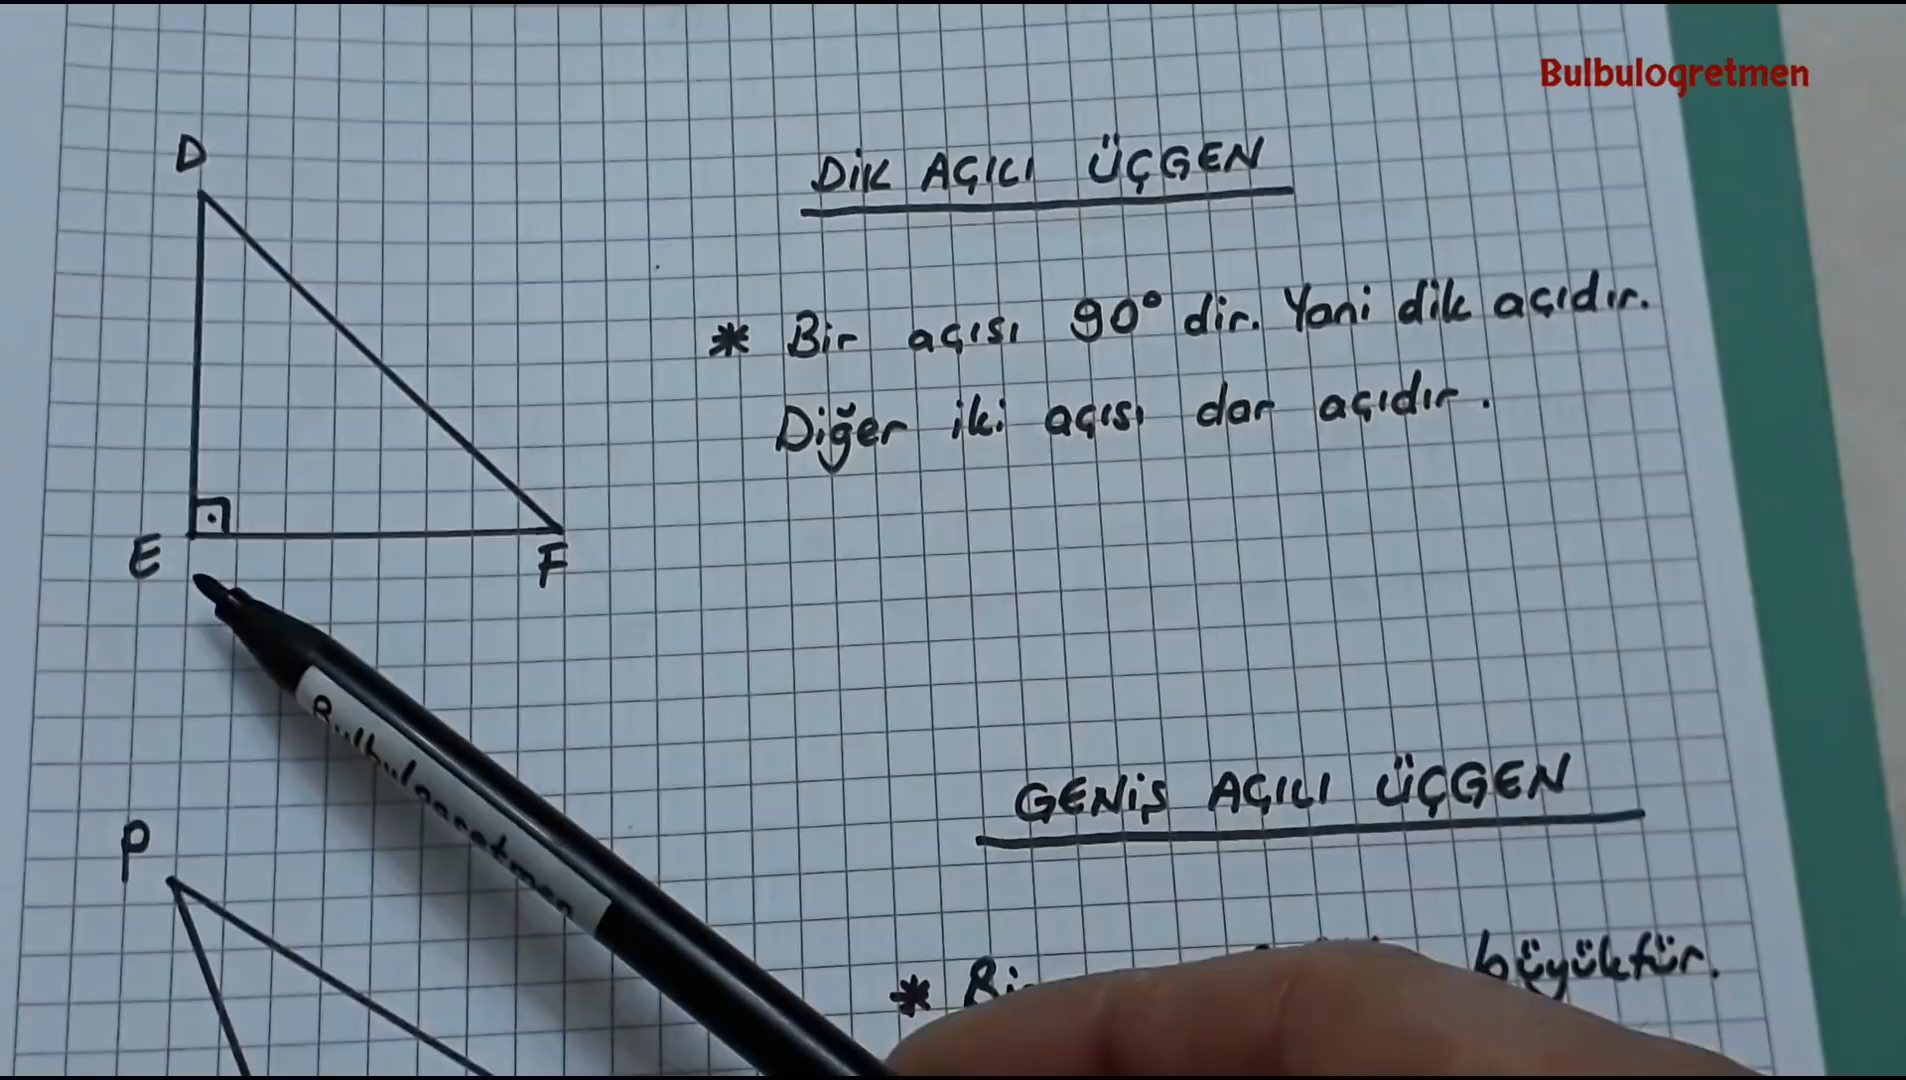 Bulbulogretmen
D
DİK AÇILI ÜÇGEN
* Bir açısı 90° dir. Yani dik açıdır.
Diğer iki açısı dar açıdır.
E
F
Bulbulogretmen
GENİŞ AÇILI ÜÇGEN
P
* büyüktür.